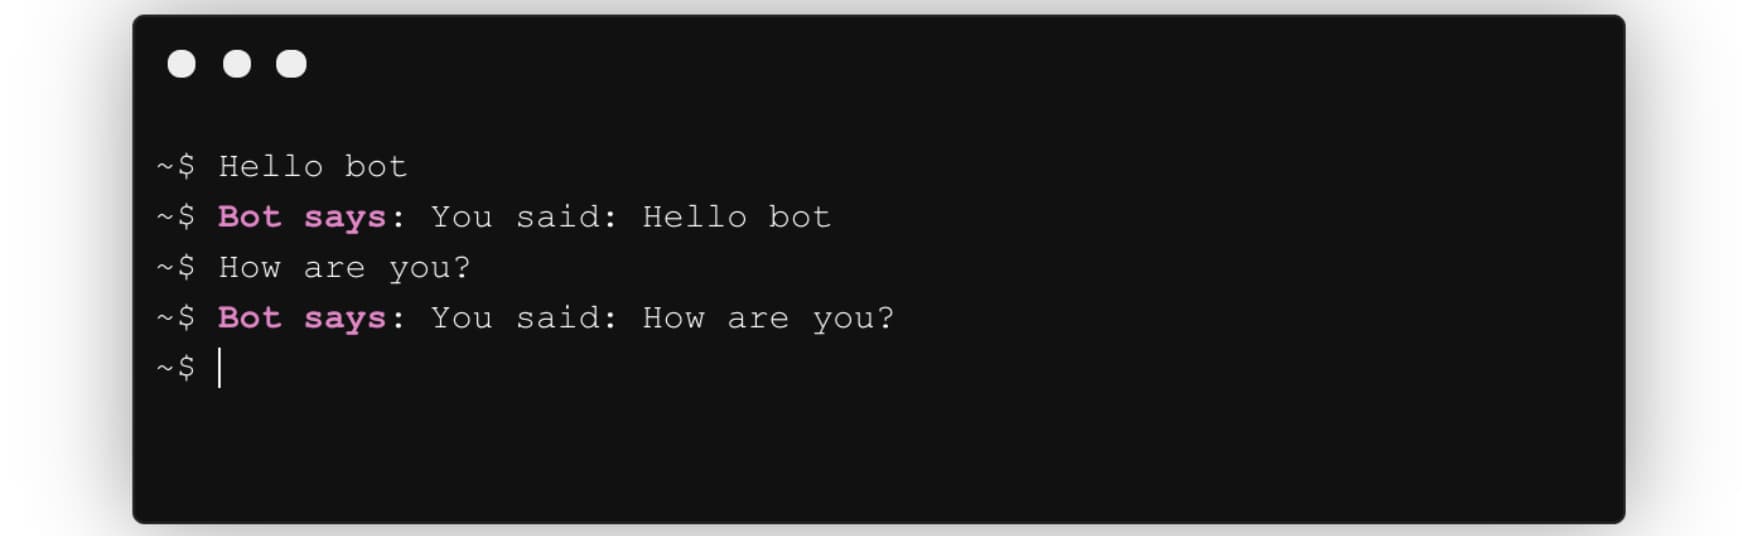 ~$ Hello bot
~$ Bot says: You said: Hello bot
~$ How are you?
~$ Bot says: You said: How are you?
~$